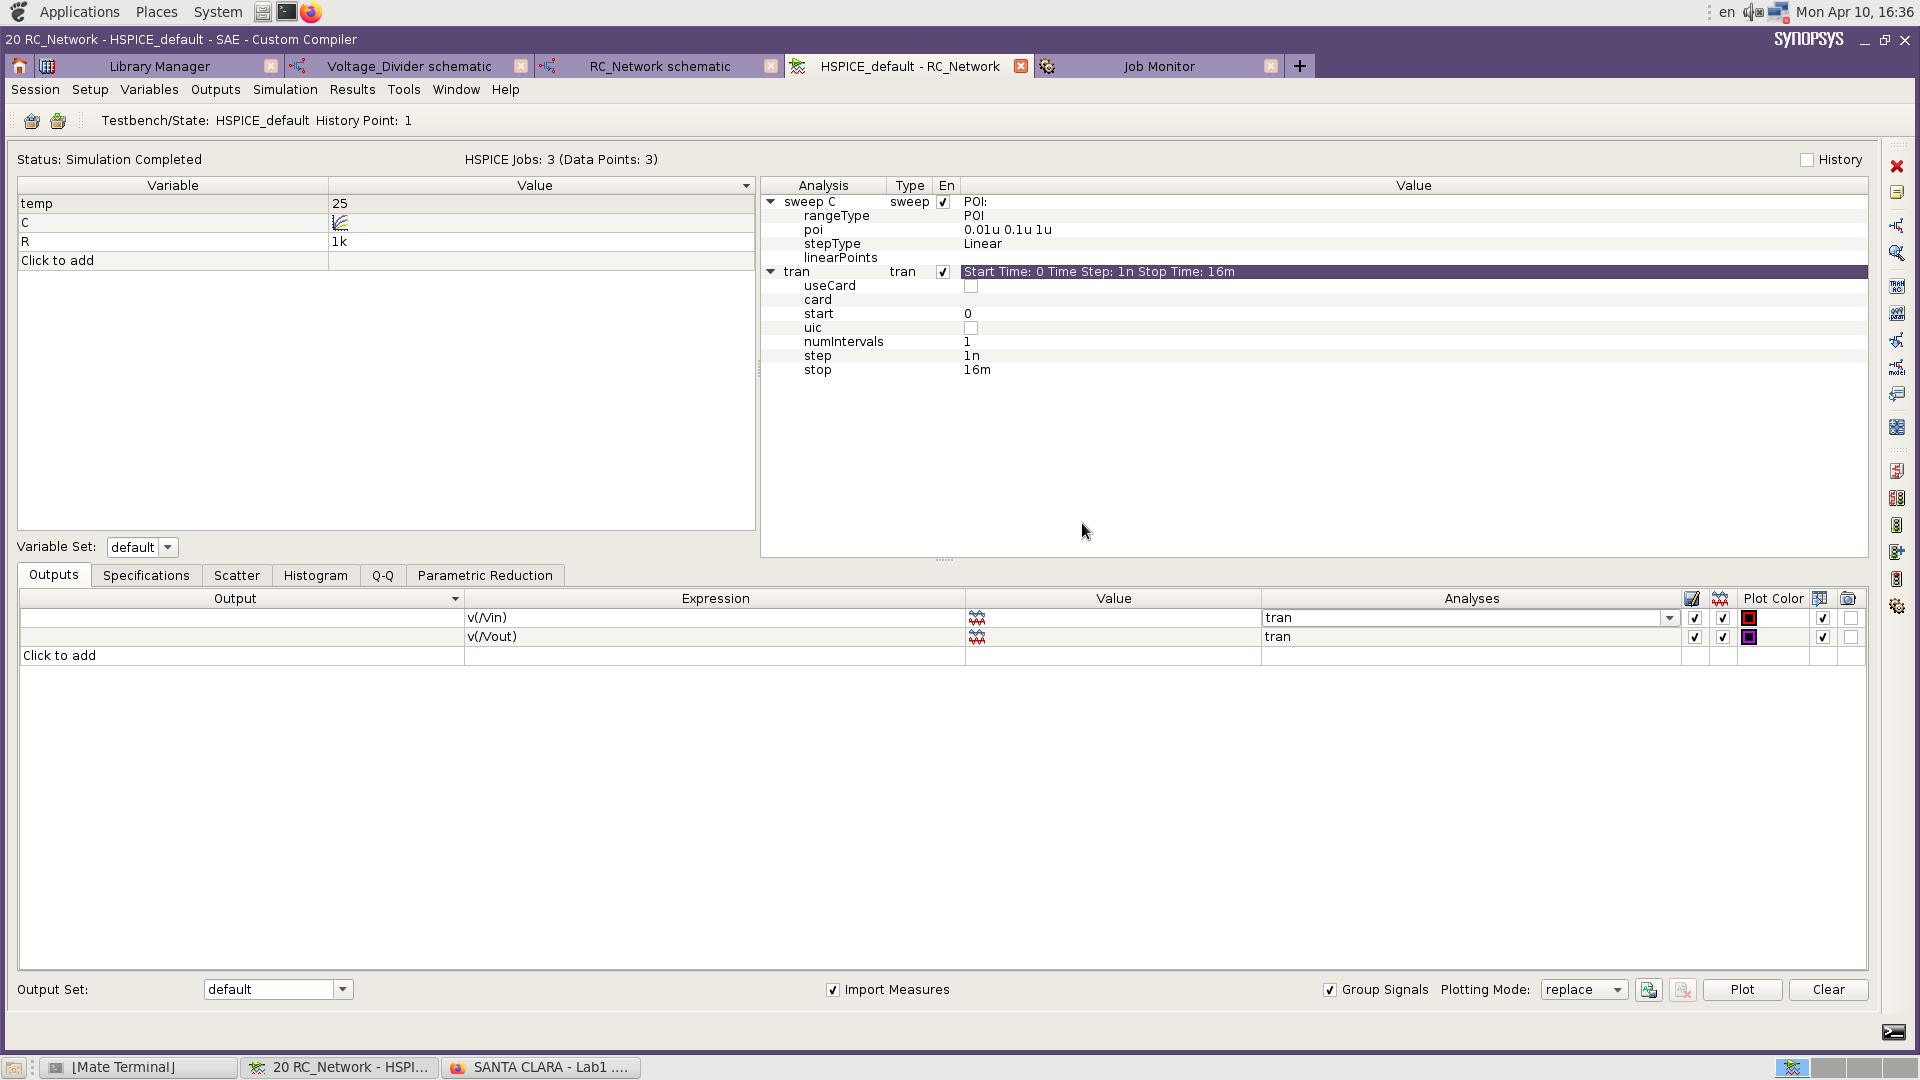 Applications Places System en Mon Apr 10, 16:36
20 RC_Network - HSPICE_default - SAE - Custom Compiler SYNOPSYS
Library Manager Voltage_Divider schematic RC_Network schematic HSPICE_default - RC_Network Job Monitor
Session Setup Variables Outputs Simulation Results Tools Window Help
Testbench/State: HSPICE_default History Point: 1
Status: Simulation Completed HSPICE Jobs: 3 (Data Points: 3) History
Variable Value
temp 25
C
R 1k
Click to add
Analysis Type En Value
sweep C sweep POI:
rangeType POI
poi 0.01u 0.1u 1u
stepType Linear
linearPoints
tran tran Start Time: 0 Time Step: 1n Stop Time: 16m
useCard
card
start 0
uic
numIntervals 1
step 1n
stop 16m
Variable Set: default
Outputs Specifications Scatter Histogram Q-Q Parametric Reduction
Output Expression Value Analyses Plot Color
v(/Vin) tran
v(/Vout) tran
Click to add
Output Set: default Import Measures Group Signals Plotting Mode: replace Plot Clear
[Mate Terminal] 20 RC_Network - HSPI... SANTA CLARA - Lab1 ....